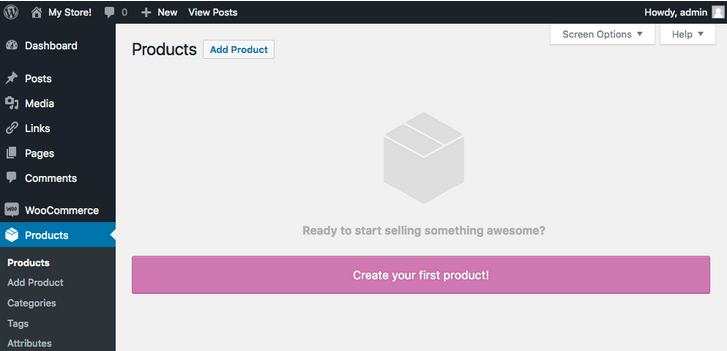 My Store! 0 New View Posts Howdy, admin
Screen Options Help
Dashboard
Posts
Media
Links
Pages
Comments
WOO WooCommerce
Products
Products
Add Product
Categories
Tags
Attributes
Products Add Product
Ready to start selling something awesome?
Create your first product!